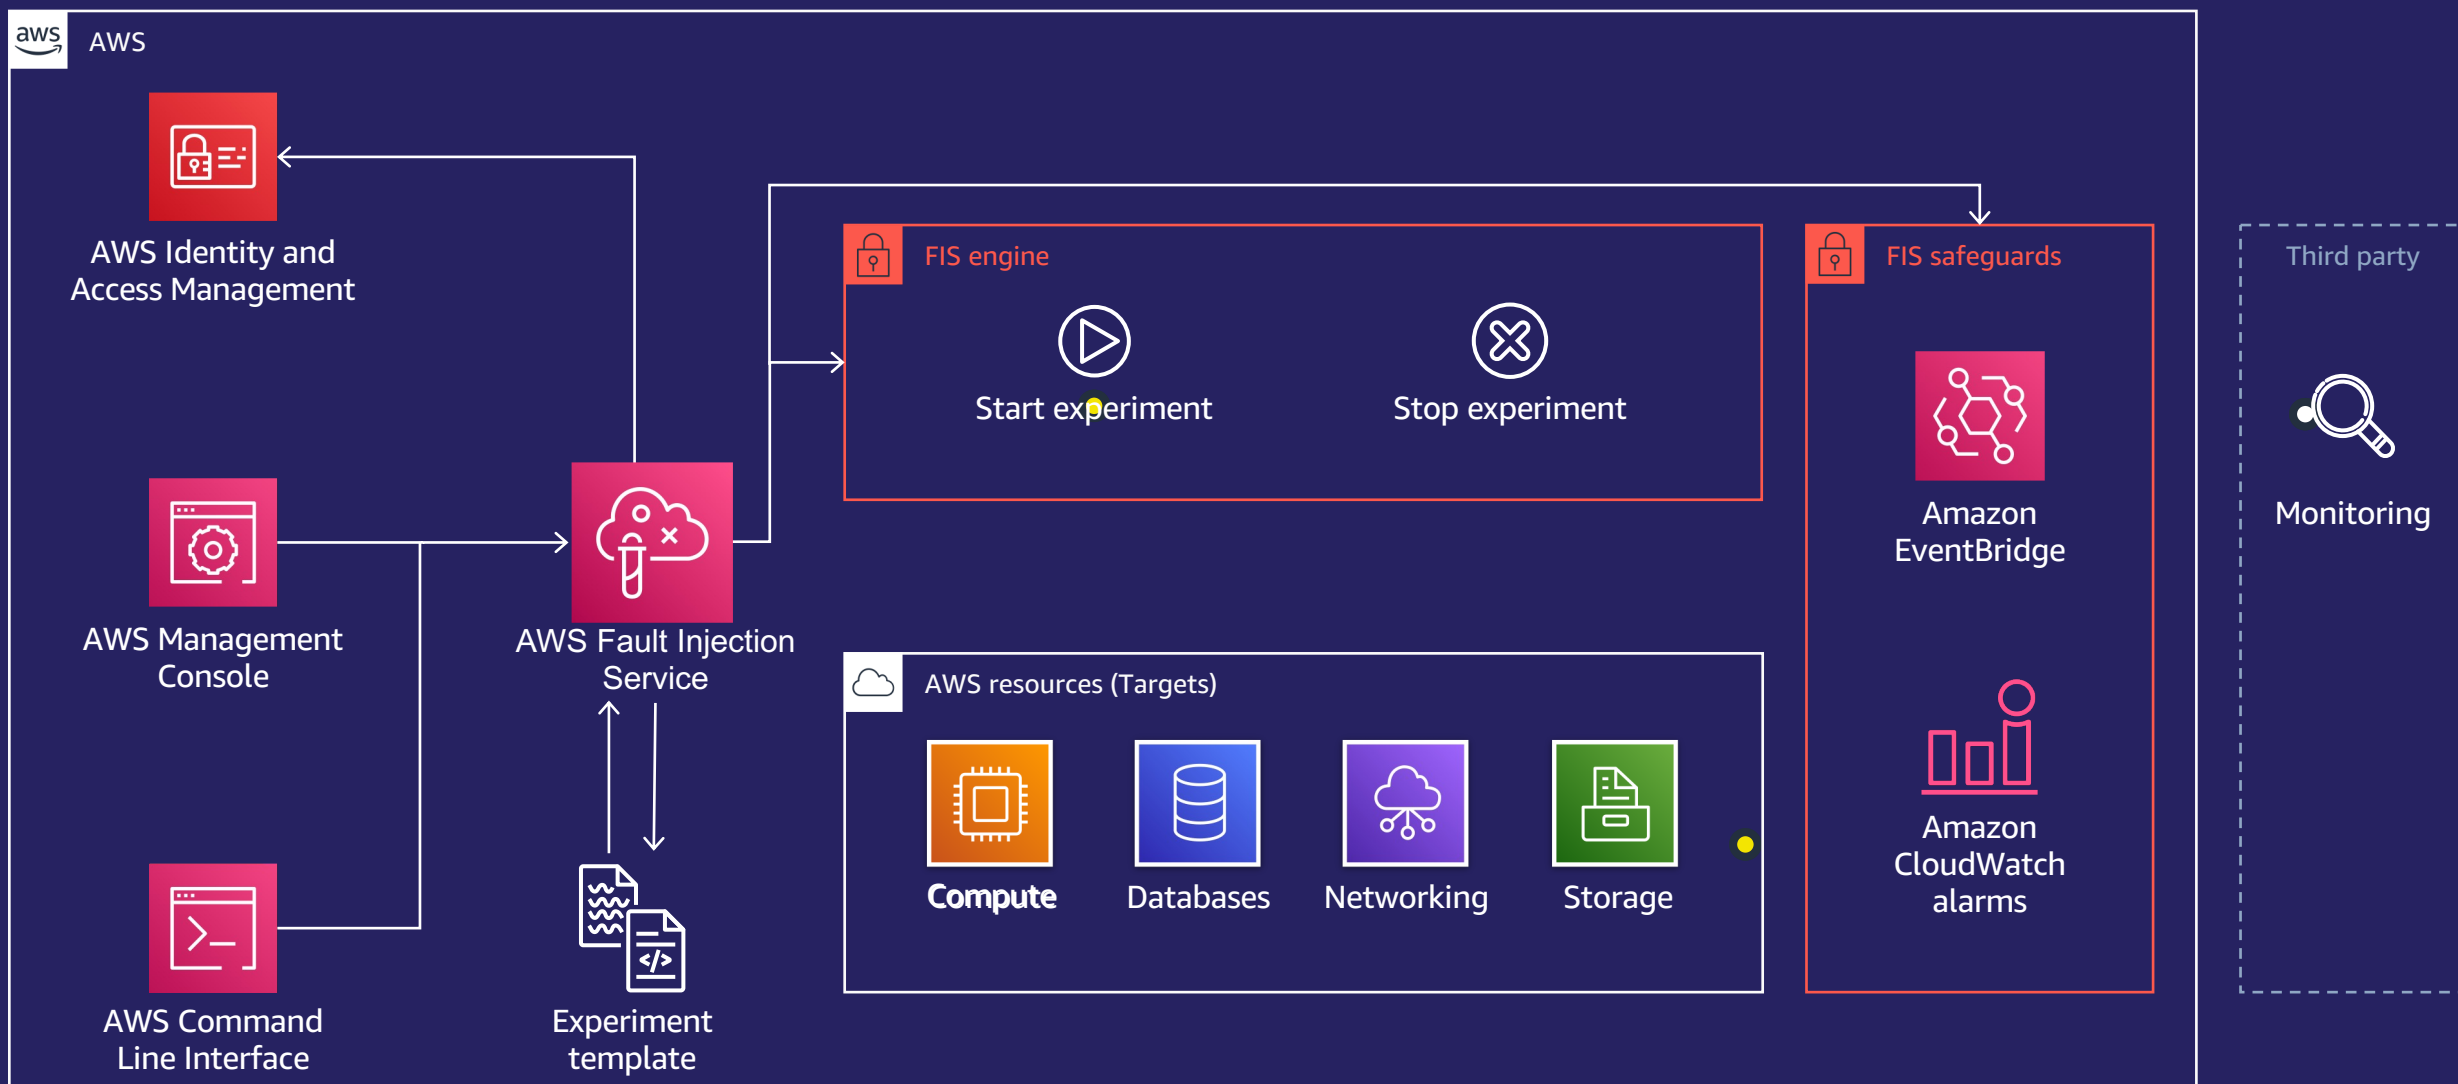 aws
AWS
AWS Identity and
Access Management
FIS engine
FIS safeguards
Third party
Start experiment
Stop experiment
Amazon
EventBridge
Monitoring
AWS Management
Console
AWS Fault Injection
Service
AWS resources (Targets)
Compute
Databases
Networking
Storage
Amazon
CloudWatch
alarms
AWS Command
Line Interface
Experiment
template